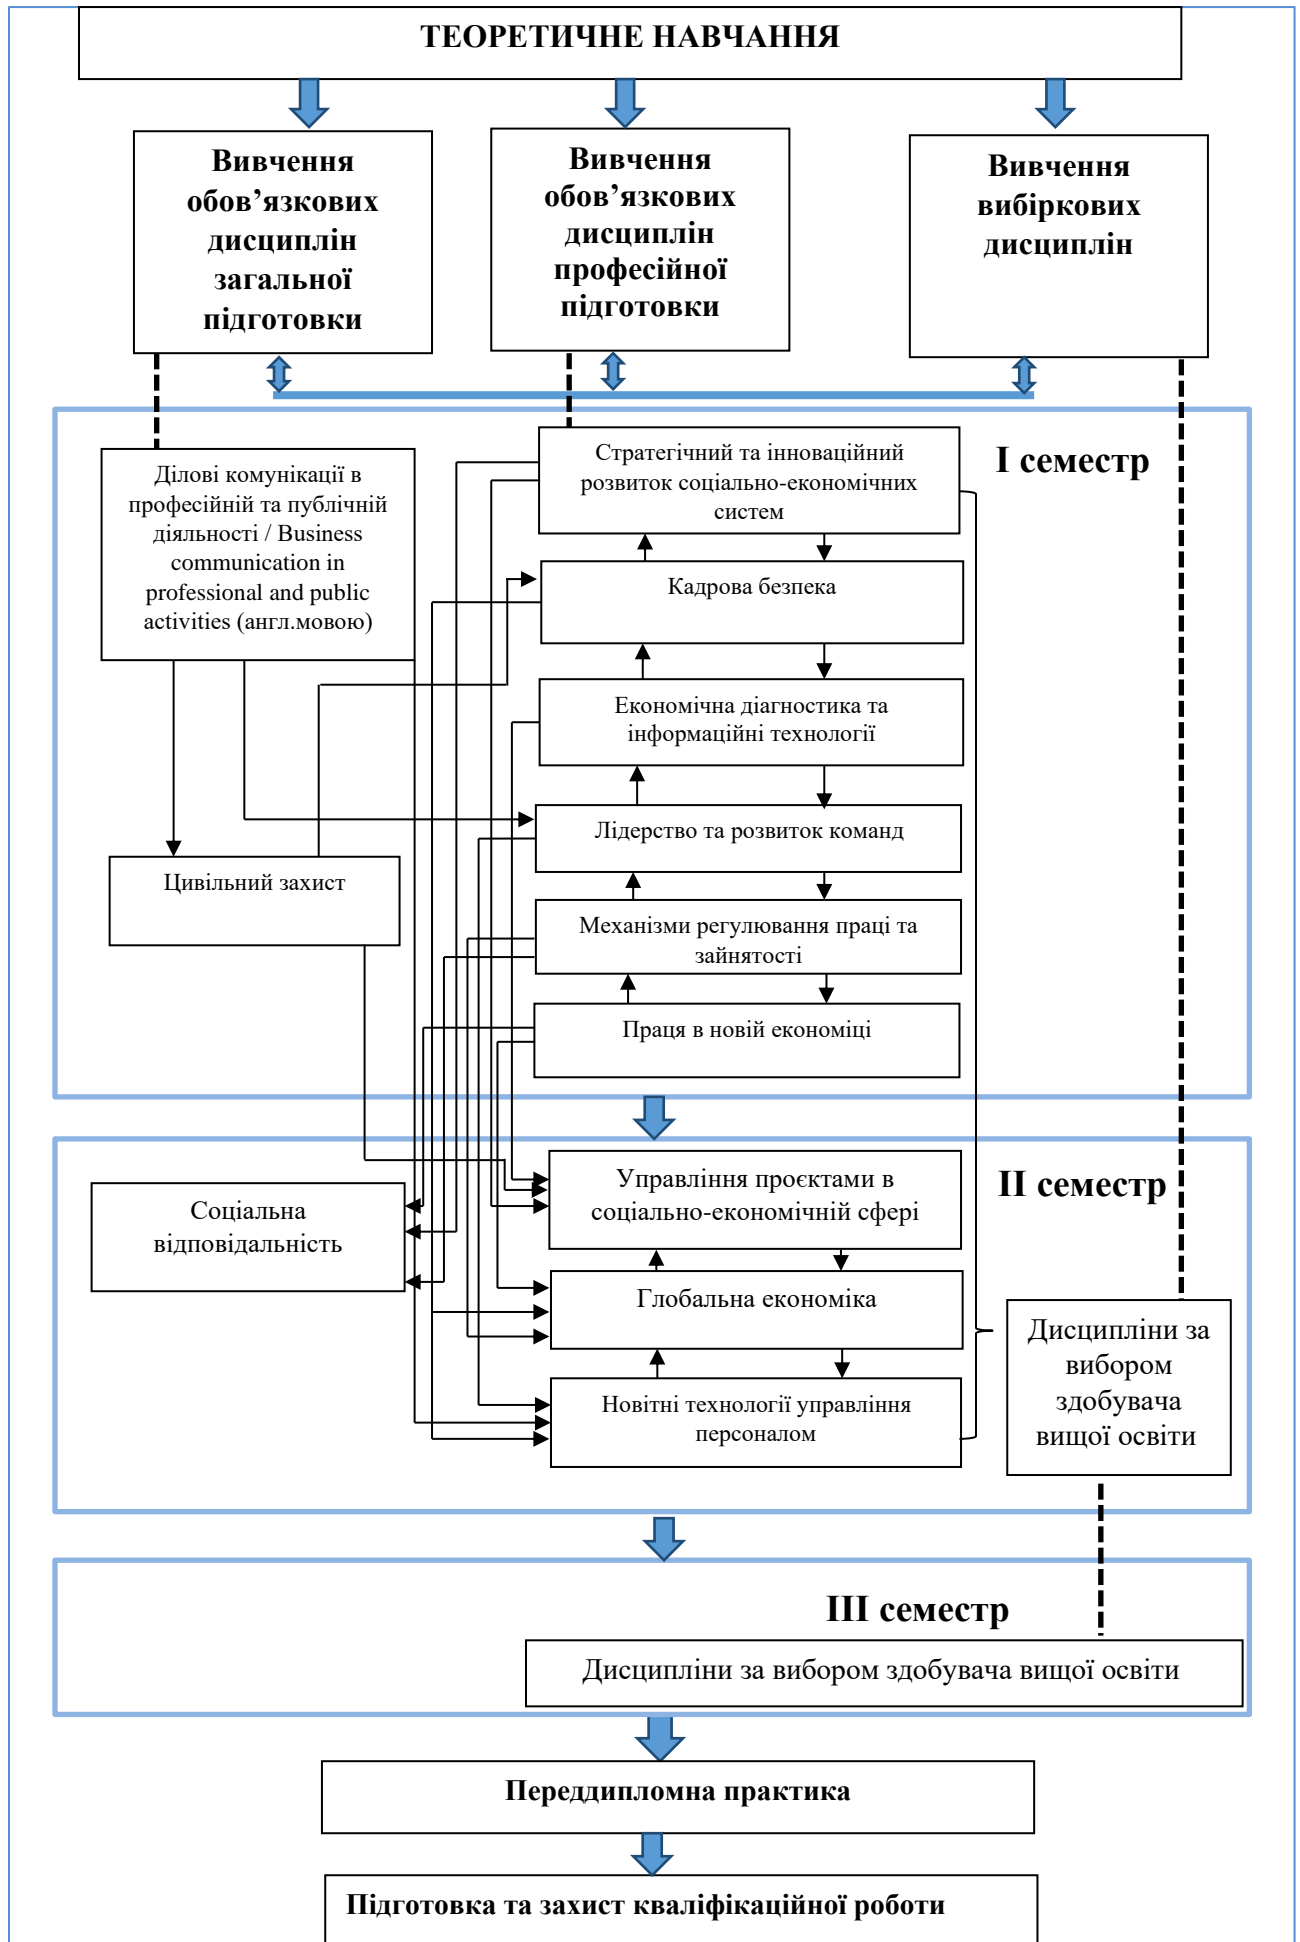 ТЕОРЕТИЧНЕ НАВЧАННЯ
Вивчення
обов’язкових
дисциплін
загальної
підготовки
Вивчення
обов’язкових
дисциплін
професійної
підготовки
Вивчення
вибіркових
дисциплін
І семестр
Ділові комунікації в
професійній та публічній
діяльності / Business
communication in
professional and public
activities (англ.мовою)
Стратегічний та інноваційний
розвиток соціально-економічних
систем
Кадрова безпека
Економічна діагностика та
інформаційні технології
Лідерство та розвиток команд
Цивільний захист
Механізми регулювання праці та
зайнятості
Праця в новій економіці
ІІ семестр
Управління проєктами в
соціально-економічній сфері
Соціальна
відповідальність
Глобальна економіка
Дисципліни за
вибором
здобувача
вищої освіти
Новітні технології управління
персоналом
ІІІ семестр
Дисципліни за вибором здобувача вищої освіти
Переддипломна практика
Підготовка та захист кваліфікаційної роботи